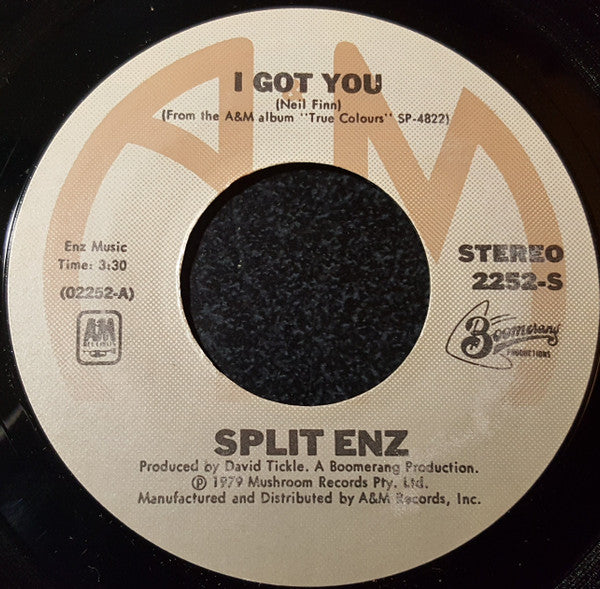 I GOT YOU
(Neil Finn)
(From the A&M album "True Colours" SP-4822)
Enz Music
Time: 3:30
(02252-A)
A&M
RECORDS
STEREO
2252-S
Boomerang
PRODUCTIONS
SPLIT ENZ
Produced by David Tickle. A Boomerang Production.
℗ 1979 Mushroom Records Pty. Ltd.
Manufactured and Distributed by A&M Records, Inc.